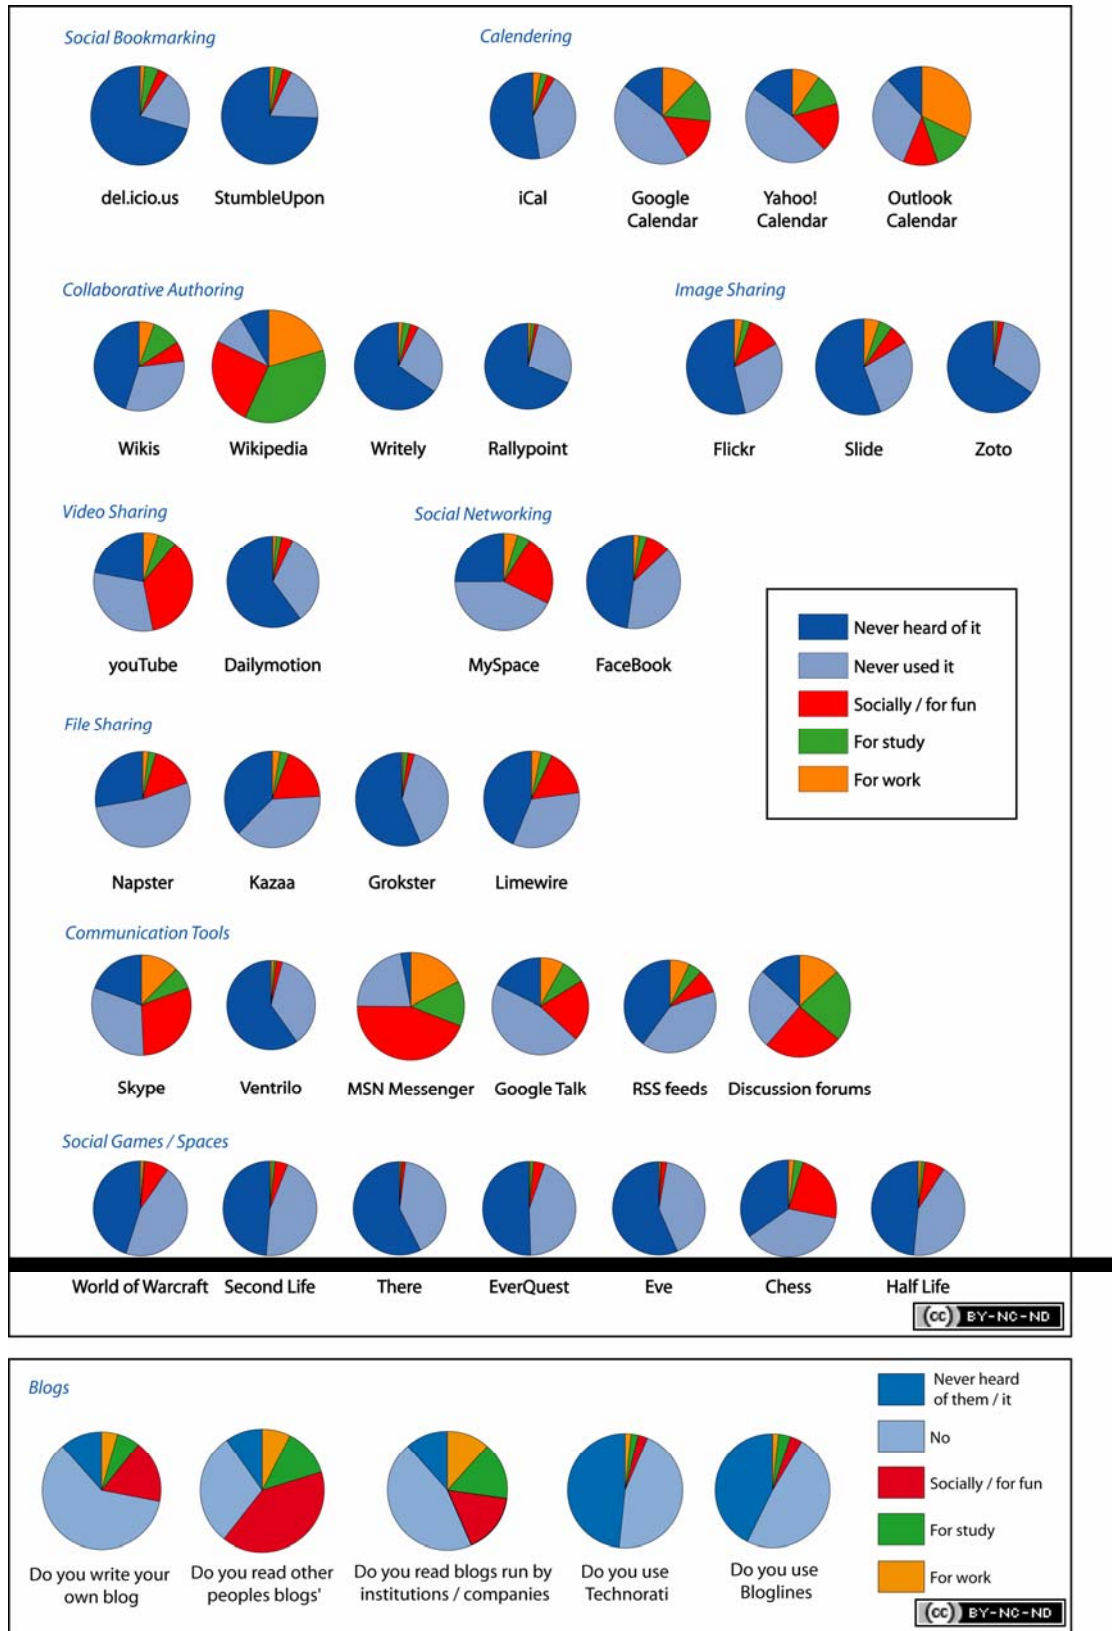 Social Bookmarking
Calendering
del.icio.us
StumbleUpon
iCal
Google
Calendar
Yahoo!
Calendar
Outlook
Calendar
Collaborative Authoring
Image Sharing
Wikis
Wikipedia
Writely
Rallypoint
Flickr
Slide
Zoto
Video Sharing
Social Networking
youTube
Dailymotion
MySpace
FaceBook
Never heard of it
Never used it
Socially / for fun
For study
For work
File Sharing
Napster
Kazaa
Grokster
Limewire
Communication Tools
Skype
Ventrilo
MSN Messenger
Google Talk
RSS feeds
Discussion forums
Social Games / Spaces
World of Warcraft
Second Life
There
EverQuest
Eve
Chess
Half Life
(cc) BY-NC-ND
Blogs
Never heard
of them / it
No
Socially / for fun
For study
For work
Do you write your
own blog
Do you read other
peoples blogs'
Do you read blogs run by
institutions / companies
Do you use
Technorati
Do you use
Bloglines
(cc) BY-NC-ND